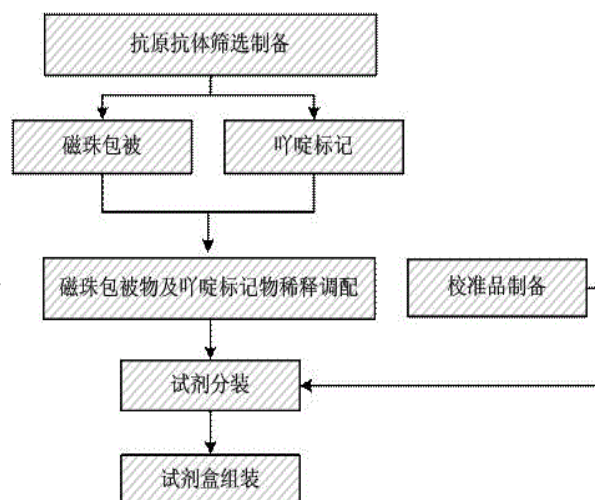 抗原抗体筛选制备
磁珠包被
吖啶标记
磁珠包被物及吖啶标记物稀释调配
校准品制备
试剂分装
试剂盒组装